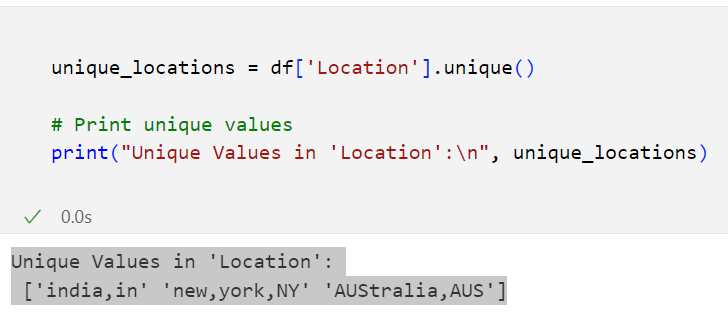 unique_locations = df['Location'].unique()
# Print unique values
print("Unique Values in 'Location':\n", unique_locations)
0.0s
Unique Values in 'Location':
['india,in' 'new,york,NY' 'AUStralia,AUS']